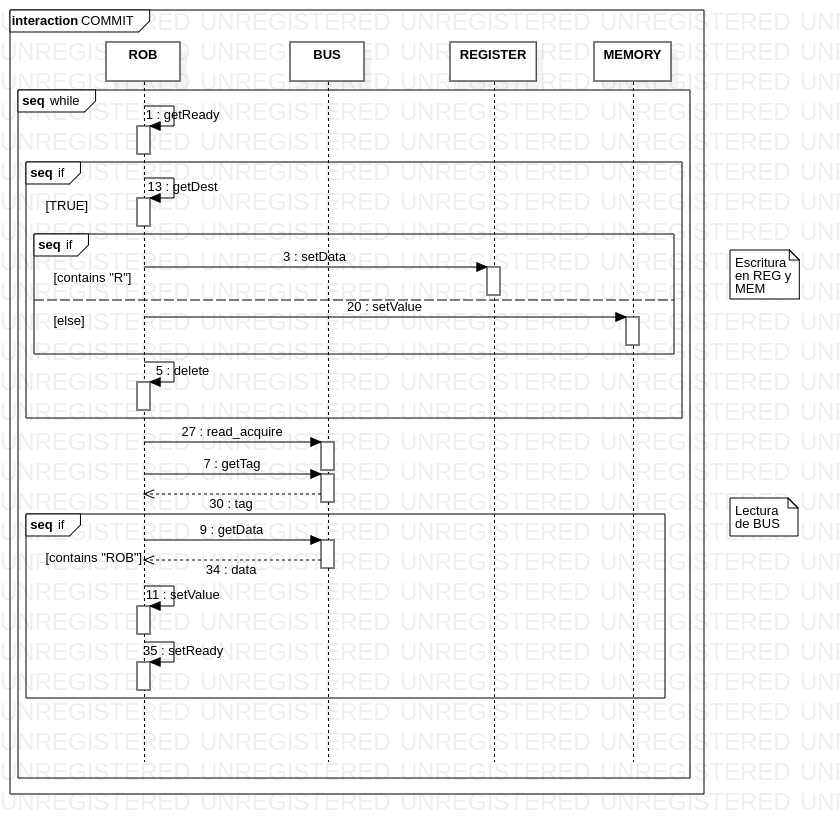 interaction COMMIT
ROB
BUS
REGISTER
MEMORY
seq while
1 : getReady
seq if
13 : getDest
[TRUE]
seq if
3 : setData
[contains "R"]
20 : setValue
[else]
Escritura
en REG y
MEM
5 : delete
27 : read_acquire
7 : getTag
30 : tag
Lectura
de BUS
seq if
9 : getData
[contains "ROB"]
34 : data
11 : setValue
35 : setReady
UNREGISTERED UNREGISTERED UNREGISTERED UNREGISTERED UNREGIS